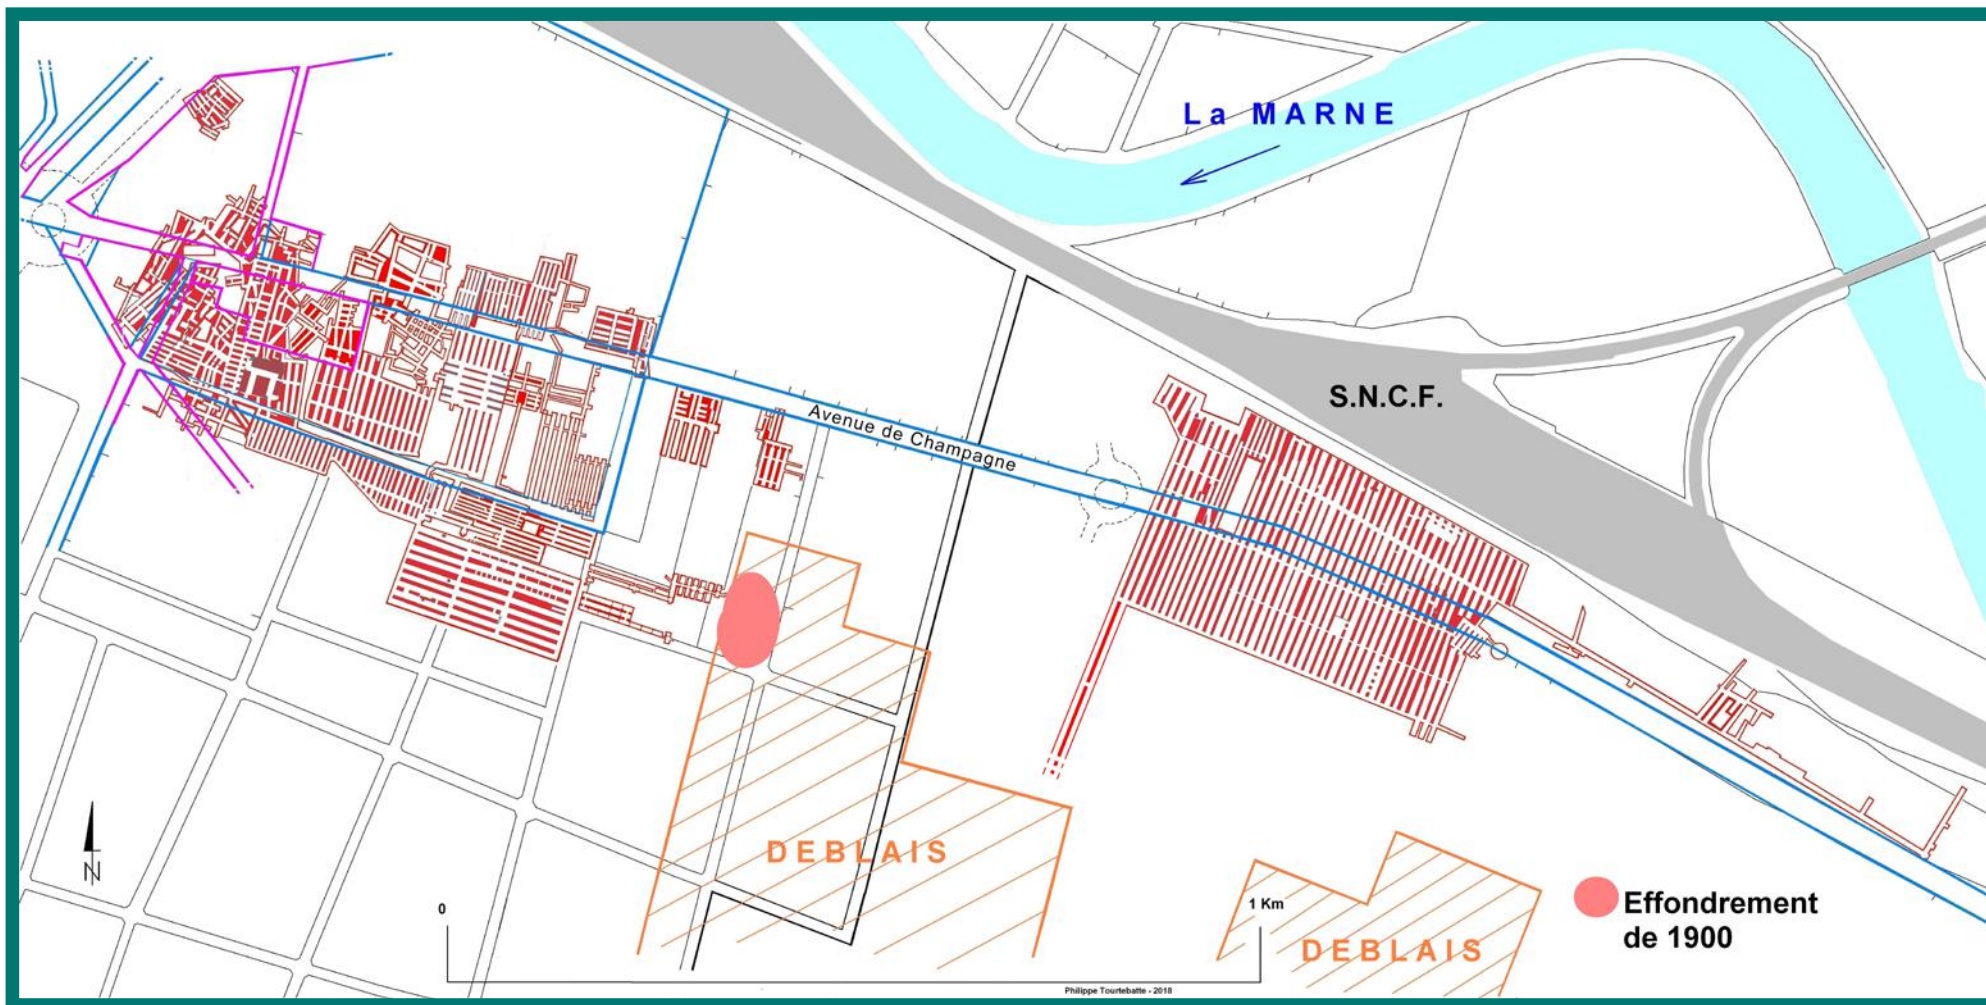 La MARNE
S.N.C.F.
Avenue de Champagne
DEBLAIS
N
0
1 Km
DEBLAIS
Effondrement
de 1900
Philippe Tourtebatte - 2018